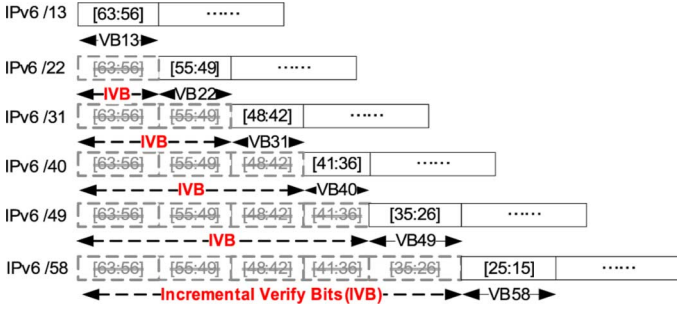 IPv6 /13 [63:56] ......
VB13
IPv6 /22 [63:56] [55:49] ......
IVB VB22
IPv6 /31 [63:56] [55:49] [48:42] ......
IVB VB31
IPv6 /40 [63:56] [55:49] [48:42] [41:36] ......
IVB VB40
IPv6 /49 [63:56] [55:49] [48:42] [41:36] [35:26] ......
IVB VB49
IPv6 /58 [63:56] [55:49] [48:42] [41:36] [35:26] [25:15] ......
Incremental Verify Bits(IVB) VB58